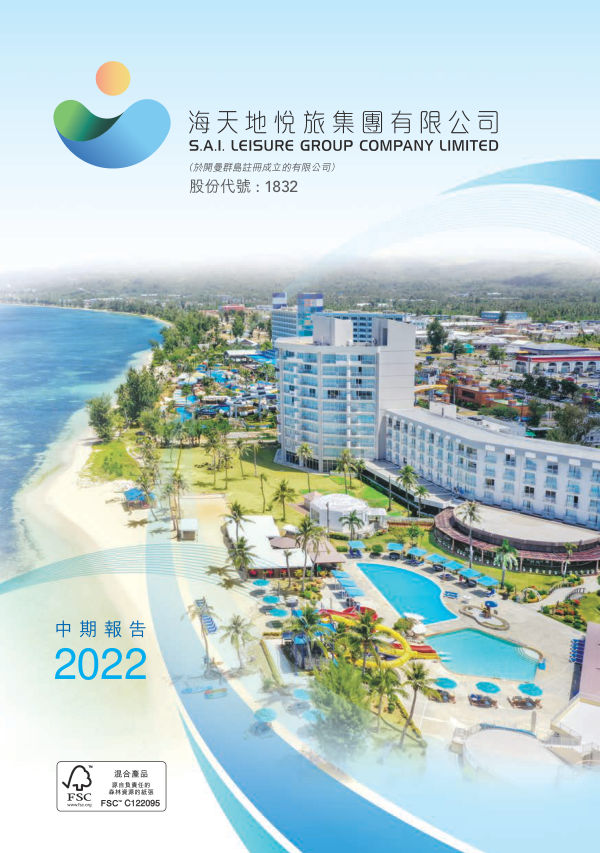 海天地悅旅集團有限公司
S.A.I. LEISURE GROUP COMPANY LIMITED
（於開曼群島註冊成立的有限公司）
股份代號 : 1832
中期報告
2022
混合產品
源自負責任的
森林資源的紙張
FSC™ C122095
FSC
www.fsc.org